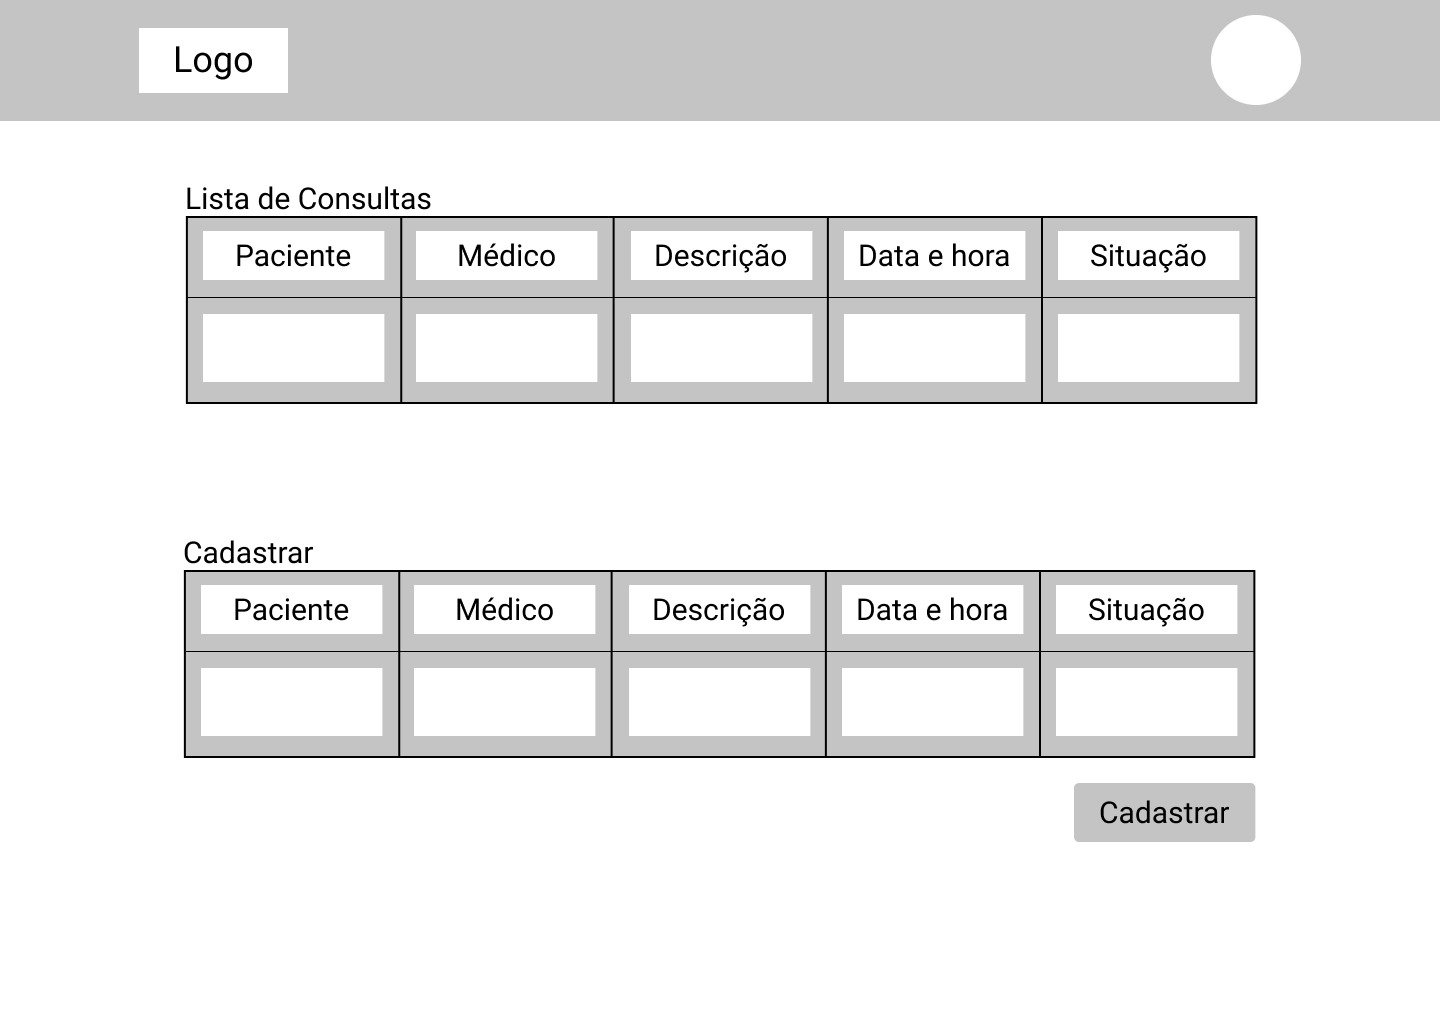 Logo
Lista de Consultas
Paciente Médico Descrição Data e hora Situação
Cadastrar
Paciente Médico Descrição Data e hora Situação
Cadastrar